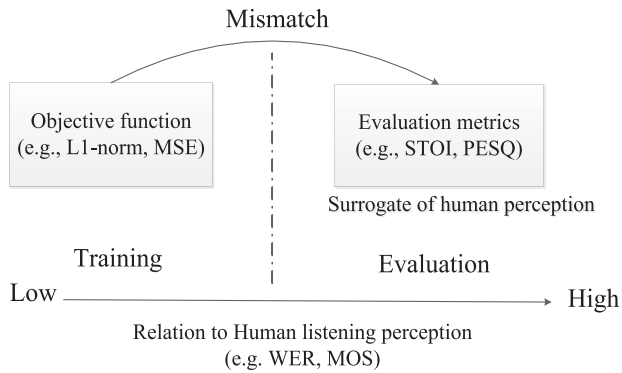 Mismatch
Objective function
(e.g., L1-norm, MSE)
Evaluation metrics
(e.g., STOI, PESQ)
Surrogate of human perception
Training
Evaluation
Low
High
Relation to Human listening perception
(e.g. WER, MOS)